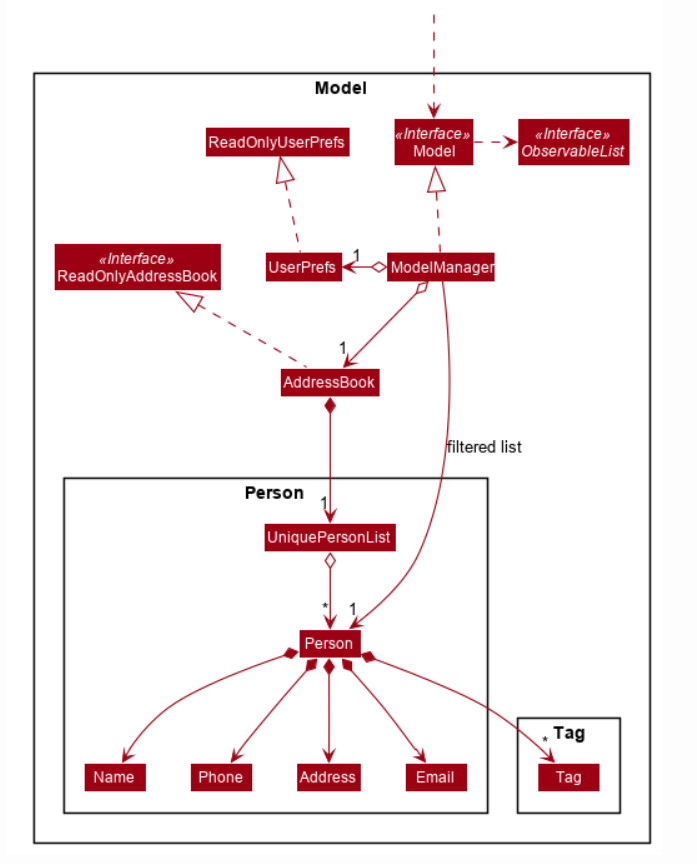 Model
ReadOnlyUserPrefs
«Interface»
Model
«Interface»
ObservableList
«Interface»
ReadOnlyAddressBook
UserPrefs
1
ModelManager
1
AddressBook
filtered list
Person
1
UniquePersonList
*
1
Person
Tag
*
Name
Phone
Address
Email
Tag